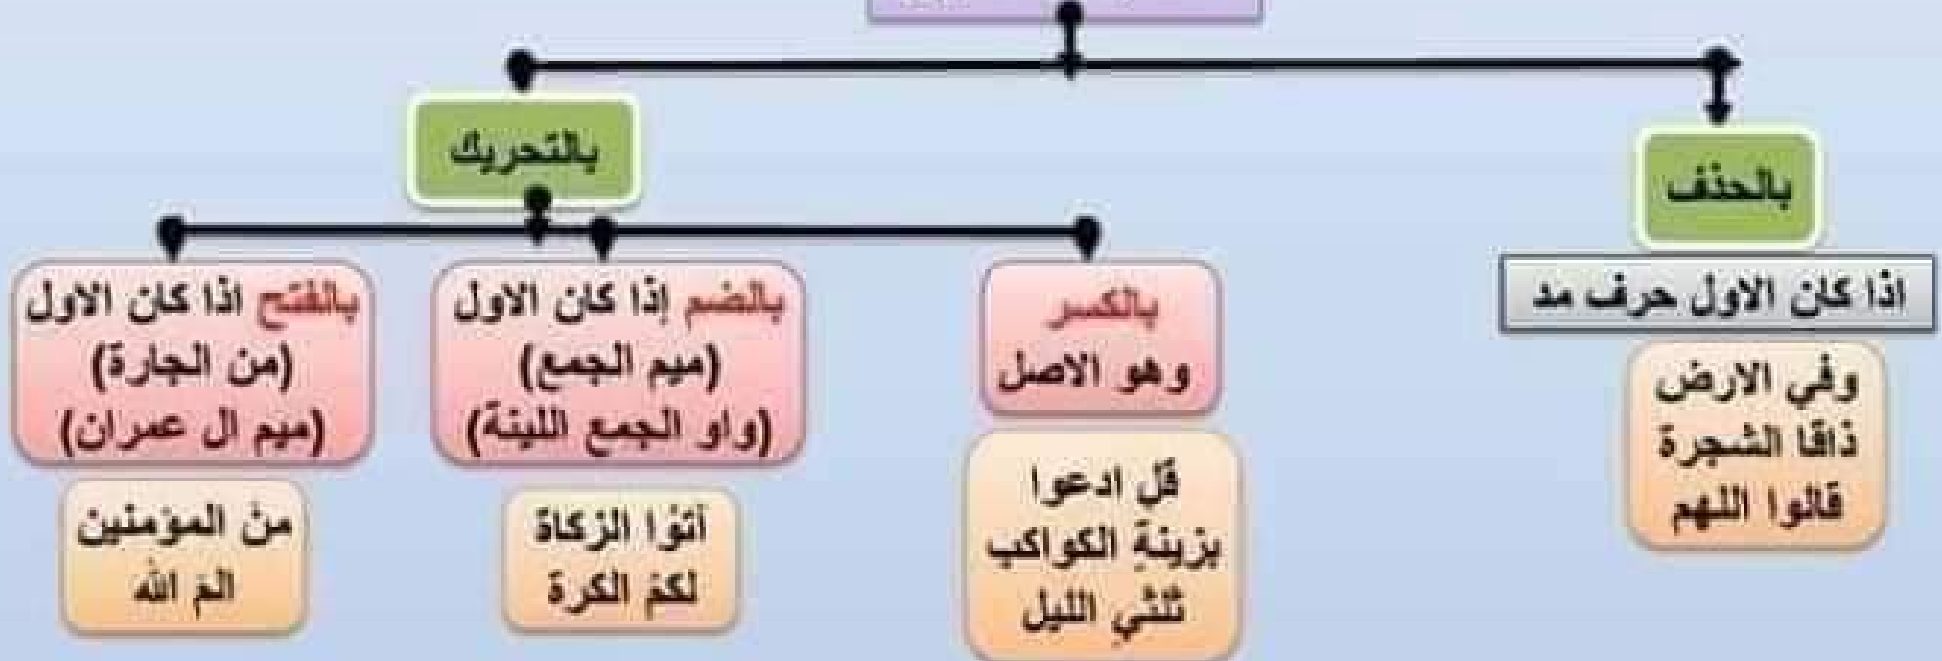 بالحذف
اذا كان الاول حرف مد
وفي الارض
ذاقا الشجرة
قالوا اللهم
بالتحريك
بالكسر
وهو الاصل
قل ادعوا
بزينةٍ الكواكب
ثلثيِ الليل
بالضم إذا كان الاول
(ميم الجمع)
(واو الجمع اللينة)
أتوُا الزكاة
لكمُ الكرة
بالفتح اذا كان الاول
(من الجارة)
(ميم ال عمران)
منَ المؤمنين
المَ الله